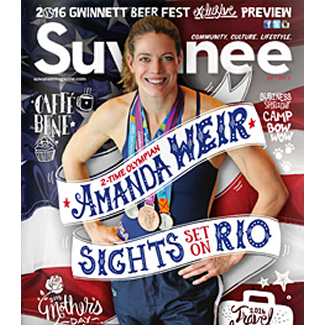 2016 GWINNETT BEER FEST exclusive PREVIEW
Suwanee
COMMUNITY. CULTURE. LIFESTYLE.
suwaneemagazine.com
CAFFÉ
BENE
BUSINESS
SPOTLIGHT
CAMP
BOW
WOW
2-TIME OLYMPIAN
AMANDA WEIR
SIGHTS SET
ON RIO
Mother's
DAY
2016
Travel